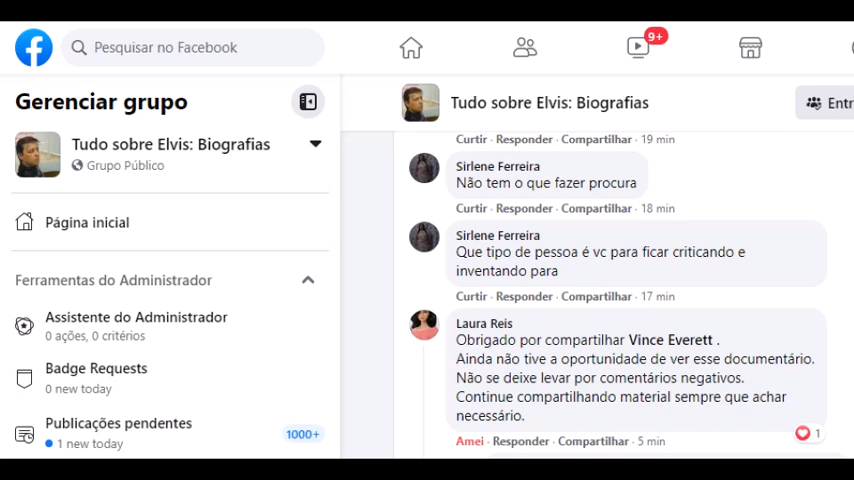 Pesquisar no Facebook
9+
Gerenciar grupo
Tudo sobre Elvis: Biografias
Grupo Público
Página inicial
Ferramentas do Administrador
Assistente do Administrador
0 ações, 0 critérios
Badge Requests
0 new today
Publicações pendentes
1 new today
1000+
Tudo sobre Elvis: Biografias
Entr
Curtir · Responder · Compartilhar · 19 min
Sirlene Ferreira
Não tem o que fazer procura
Curtir · Responder · Compartilhar · 18 min
Sirlene Ferreira
Que tipo de pessoa é vc para ficar criticando e
inventando para
Curtir · Responder · Compartilhar · 17 min
Laura Reis
Obrigado por compartilhar Vince Everett .
Ainda não tive a oportunidade de ver esse documentário.
Não se deixe levar por comentários negativos.
Continue compartilhando material sempre que achar
necessário.
1
Amei · Responder · Compartilhar · 5 min